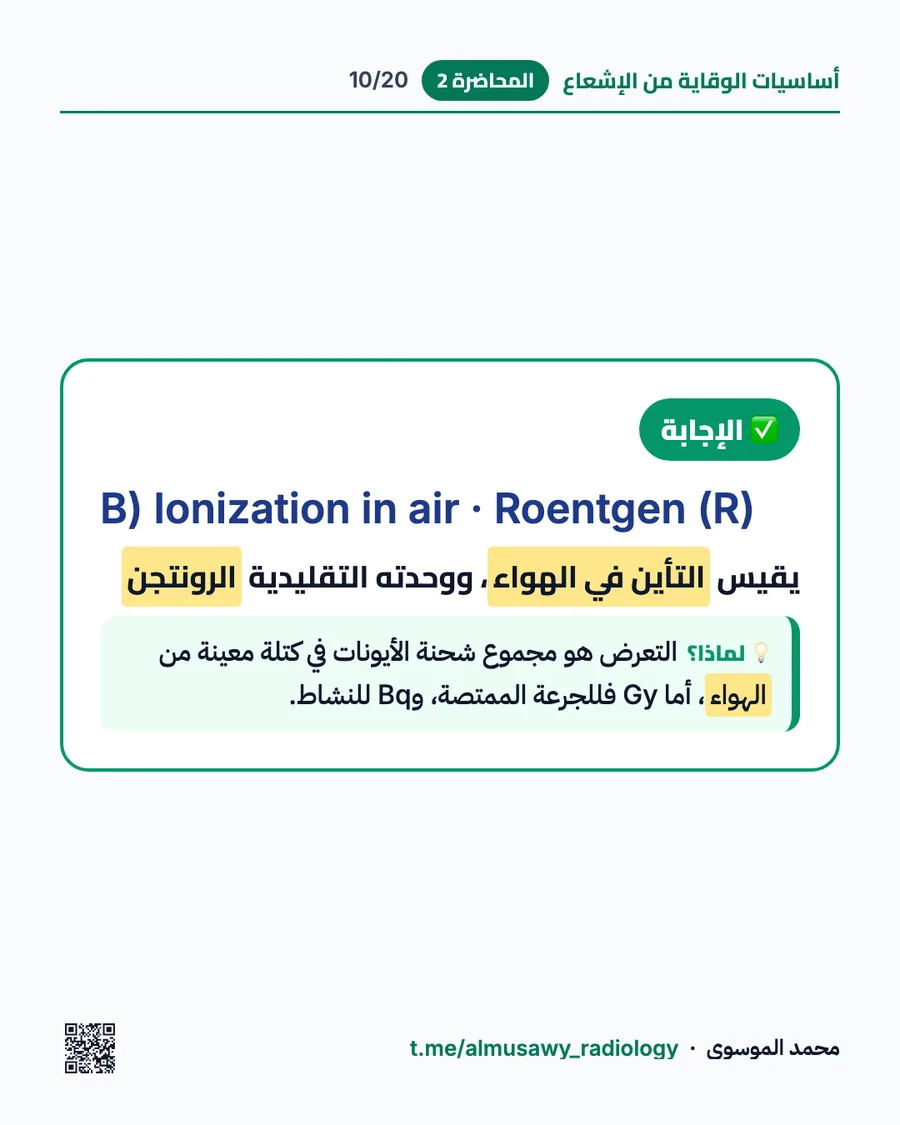 أساسيات الوقاية من الإشعاع المحاضرة 2 10/20
✅ الإجابة
B) Ionization in air · Roentgen (R)
يقيس التأين في الهواء، ووحدته التقليدية الرونتجن
💡 لماذا؟ التعرض هو مجموع شحنة الأيونات في كتلة معينة من
الهواء، أما Gy فللجرعة الممتصة، وBq للنشاط.
محمد الموسوي · t.me/almusawy_radiology